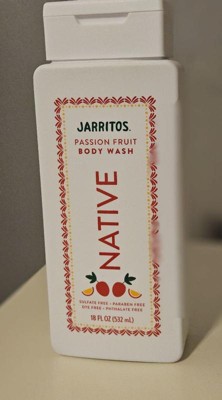 JARRITOS.
PASSION FRUIT
BODY WASH
NATIVE
SULFATE FREE • PARABEN FREE
DYE FREE • PHTHALATE FREE
18 FL OZ (532 mL)